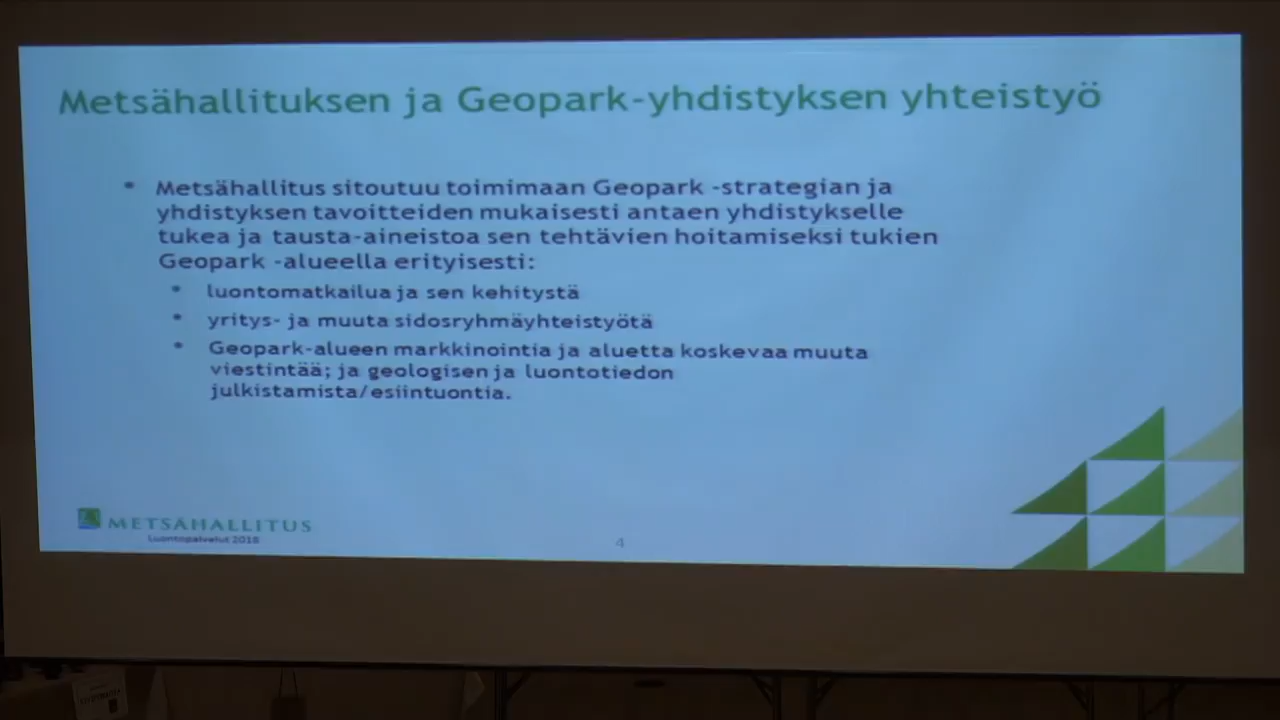 Metsähallituksen ja Geopark-yhdistyksen yhteistyö
• Metsähallitus sitoutuu toimimaan Geopark -strategian ja
yhdistyksen tavoitteiden mukaisesti antaen yhdistykselle
tukea ja tausta-aineistoa sen tehtävien hoitamiseksi tukien
Geopark -alueella erityisesti:
• luontomatkailua ja sen kehitystä
• yritys- ja muuta sidosryhmäyhteistyötä
• Geopark-alueen markkinointia ja aluetta koskevaa muuta
viestintää; ja geologisen ja luontotiedon
julkistamista/esiintuontia.
METSÄHALLITUS
Luontopalvelut 2018
4